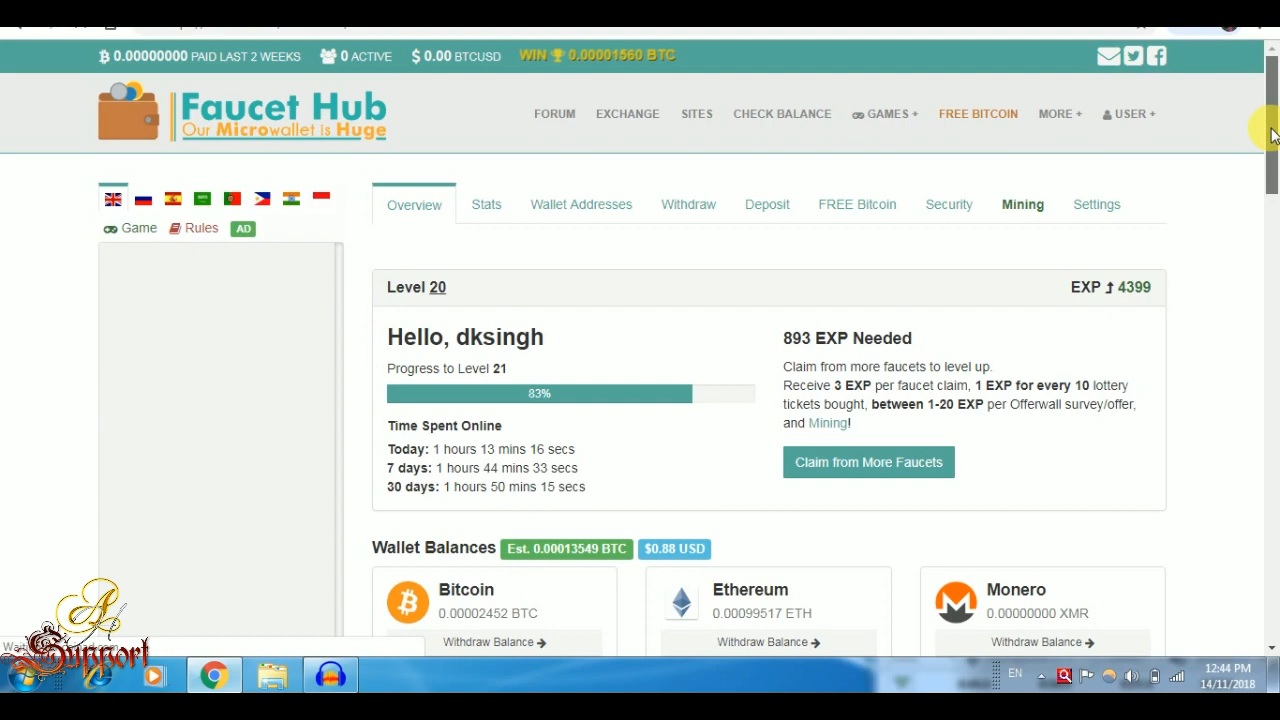 0.00000000 PAID LAST 2 WEEKS 0 ACTIVE $ 0.00 BTCUSD WIN 0.00001560 BTC
Faucet Hub
Our Microwallet is Huge
FORUM EXCHANGE SITES CHECK BALANCE GAMES + FREE BITCOIN MORE + USER +
Overview Stats Wallet Addresses Withdraw Deposit FREE Bitcoin Security Mining Settings
Game Rules AD
Level 20 EXP 4399
Hello, dksingh
Progress to Level 21
83%
Time Spent Online
Today: 1 hours 13 mins 16 secs
7 days: 1 hours 44 mins 33 secs
30 days: 1 hours 50 mins 15 secs
893 EXP Needed
Claim from more faucets to level up.
Receive 3 EXP per faucet claim, 1 EXP for every 10 lottery
tickets bought, between 1-20 EXP per Offerwall survey/offer,
and Mining!
Claim from More Faucets
Wallet Balances Est. 0.00013549 BTC $0.88 USD
Bitcoin
0.00002452 BTC
Withdraw Balance
Ethereum
0.00099517 ETH
Withdraw Balance
Monero
0.00000000 XMR
Withdraw Balance
A
Support
EN
12:44 PM
14/11/2018